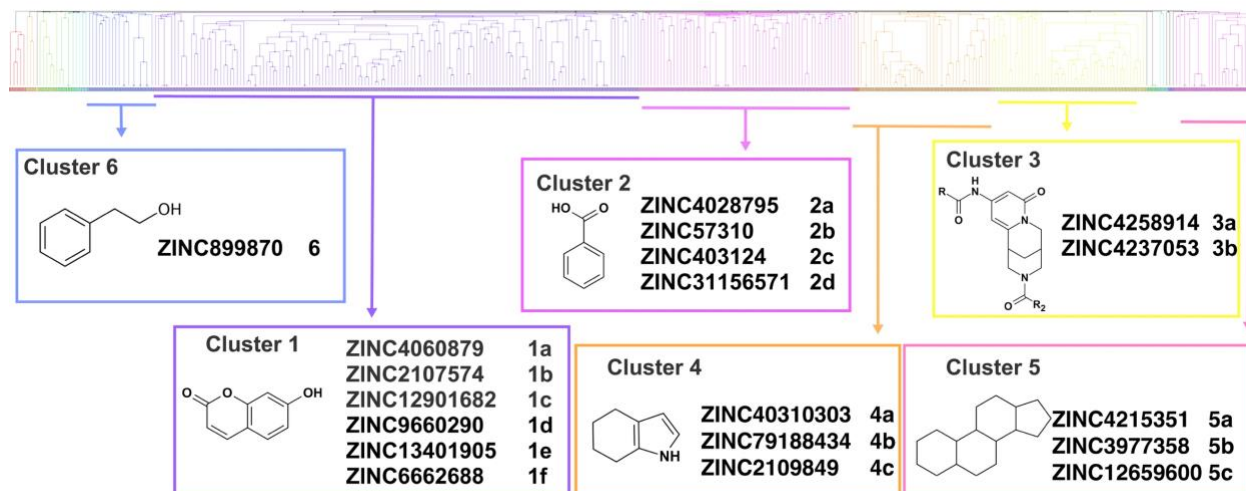 Cluster 6
OH
ZINC899870 6
Cluster 2
HO
O
ZINC4028795 2a
ZINC57310 2b
ZINC403124 2c
ZINC31156571 2d
Cluster 3
R
H
N
O
O
N
N
O
R2
ZINC4258914 3a
ZINC4237053 3b
Cluster 1
O
O
OH
ZINC4060879 1a
ZINC2107574 1b
ZINC12901682 1c
ZINC9660290 1d
ZINC13401905 1e
ZINC6662688 1f
Cluster 4
NH
ZINC40310303 4a
ZINC79188434 4b
ZINC2109849 4c
Cluster 5
ZINC4215351 5a
ZINC3977358 5b
ZINC12659600 5c